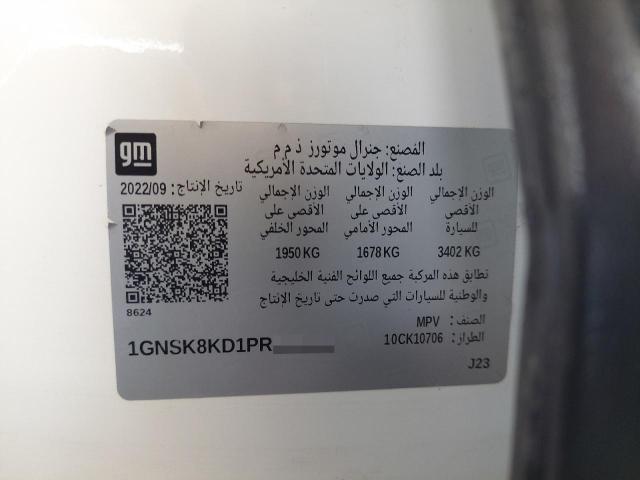 gm
المصنع: جنرال موتورز ذ م م
بلد الصنع: الولايات المتحدة الأمريكية
تاريخ الإنتاج: 2022/09
الوزن الإجمالي الوزن الإجمالي الوزن الإجمالي
الأقصى الأقصى على الأقصى على
للسيارة المحور الأمامي المحور الخلفي
3402 KG 1678 KG 1950 KG
تطابق هذه المركبة جميع اللوائح الفنية الخليجية
والوطنية للسيارات التي صدرت حتى تاريخ الإنتاج
8624
الصنف: MPV
الطراز: 10CK10706
1GNSK8KD1PR
J23